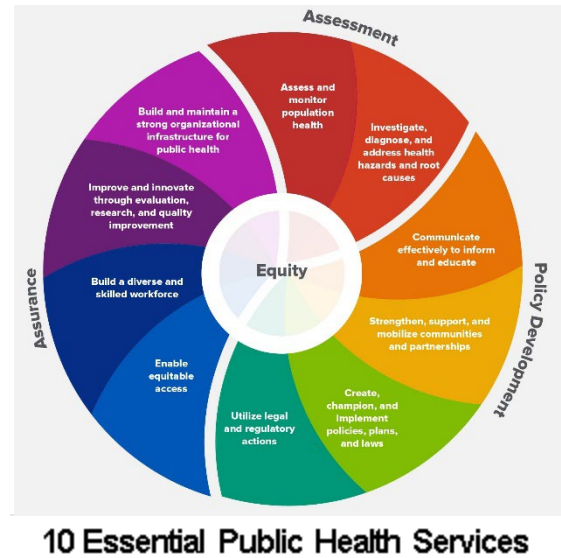 Assessment
Assess and
monitor
population
health
Investigate,
diagnose, and
address health
hazards and root
causes
Policy Development
Communicate
effectively to inform
and educate
Strengthen, support, and
mobilize communities
and partnerships
Create,
champion, and
implement
policies, plans,
and laws
Utilize legal
and regulatory
actions
Assurance
Enable
equitable
access
Build a diverse and
skilled workforce
Improve and innovate
through evaluation,
research, and quality
improvement
Build and maintain a
strong organizational
infrastructure for
public health
Equity
10 Essential Public Health Services